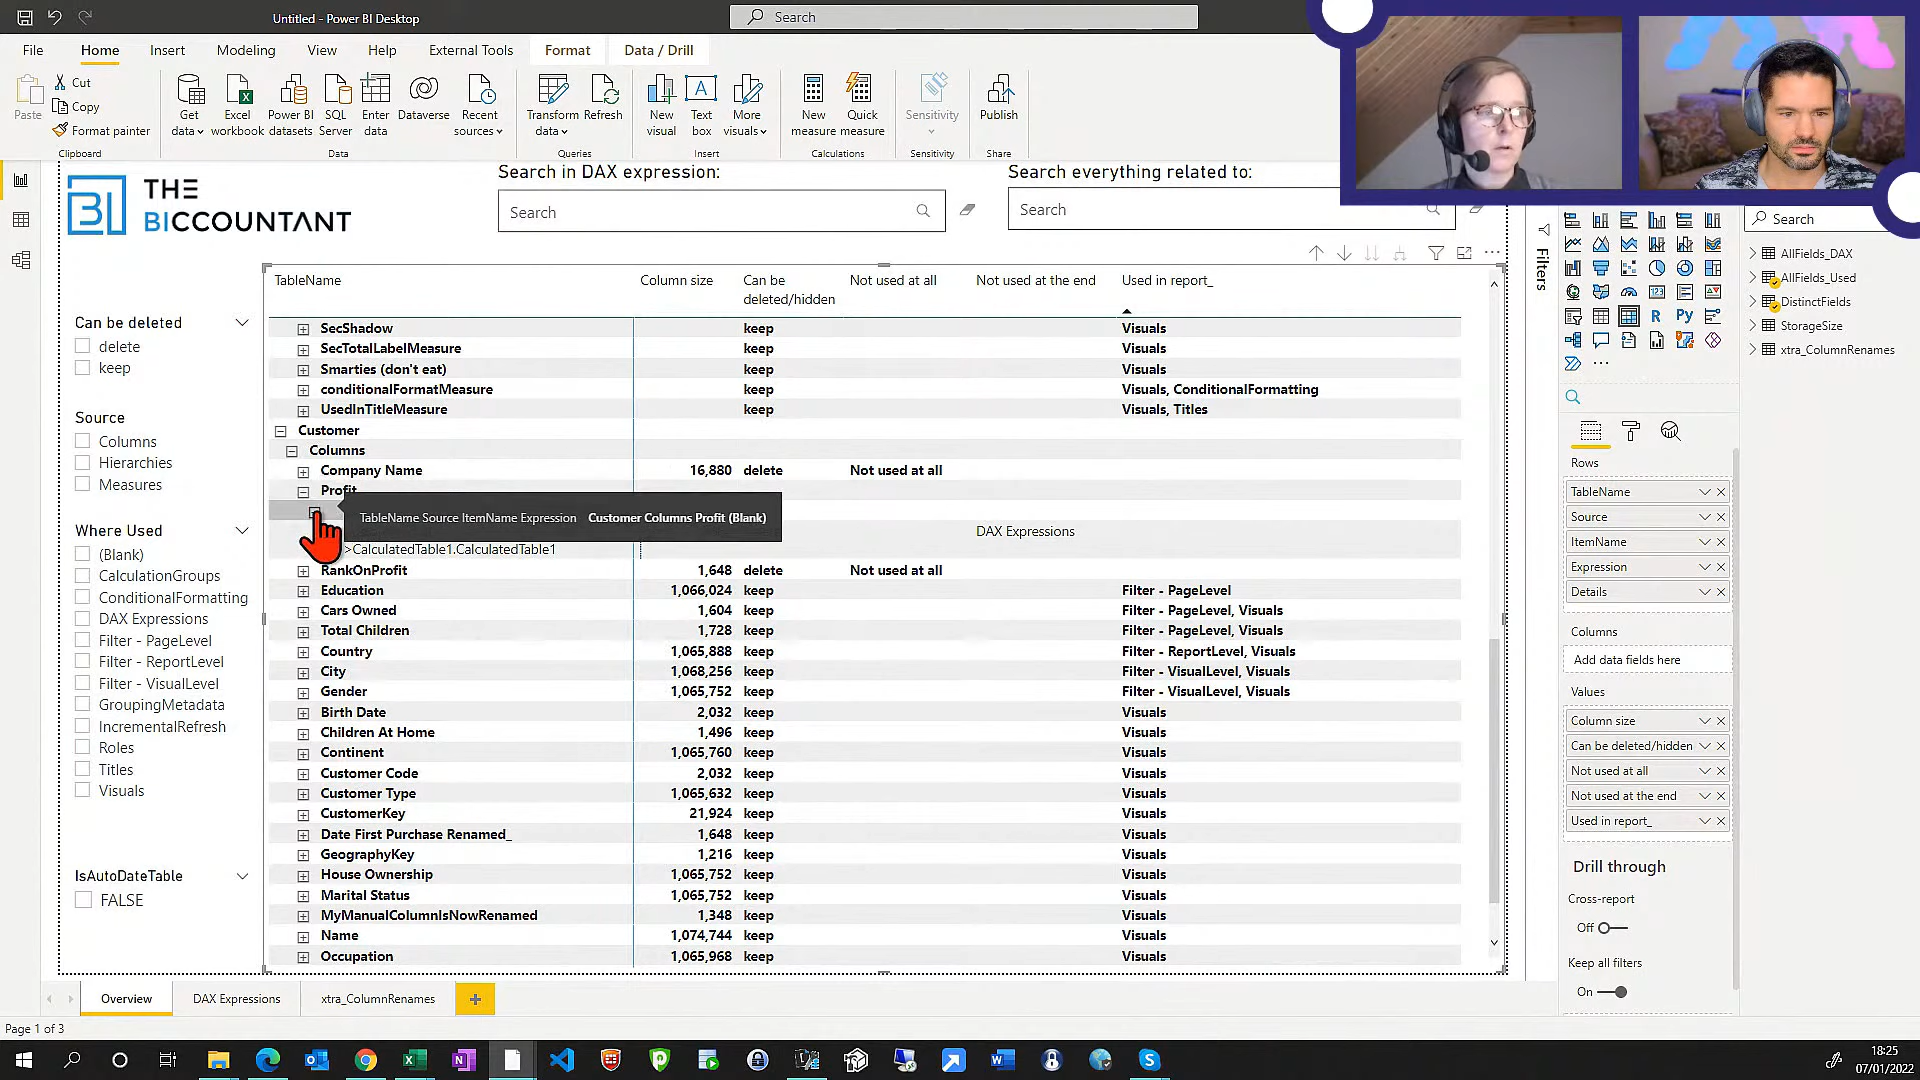 Untitled - Power BI Desktop
Search
File
Home
Insert
Modeling
View
Help
External Tools
Format
Data / Drill
Paste
Cut
Copy
Format painter
Clipboard
Get data
Excel workbook
Power BI datasets
SQL Server
Enter data
Dataverse
Recent sources
Data
Transform data
Refresh
Queries
New visual
Text box
More visuals
Insert
New measure
Quick measure
Calculations
Sensitivity
Sensitivity
Publish
Share
THE
BICCOUNTANT
Search in DAX expression:
Search
Search everything related to:
Search
Can be deleted
delete
keep
Source
Columns
Hierarchies
Measures
Where Used
(Blank)
CalculationGroups
ConditionalFormatting
DAX Expressions
Filter - PageLevel
Filter - ReportLevel
Filter - VisualLevel
GroupingMetadata
IncrementalRefresh
Roles
Titles
Visuals
IsAutoDateTable
FALSE
TableName Column size Can be deleted/hidden Not used at all Not used at the end Used in report_
SecShadow keep Visuals
SecTotalLabelMeasure keep Visuals
Smarties (don't eat) keep Visuals
conditionalFormatMeasure keep Visuals, ConditionalFormatting
UsedInTitleMeasure keep Visuals, Titles
Customer
Columns
Company Name 16,880 delete Not used at all
Profit
TableName Source ItemName Expression Customer Columns Profit (Blank)
DAX Expressions
>CalculatedTable1.CalculatedTable1
RankOnProfit 1,648 delete Not used at all
Education 1,066,024 keep Filter - PageLevel
Cars Owned 1,604 keep Filter - PageLevel, Visuals
Total Children 1,728 keep Filter - PageLevel, Visuals
Country 1,065,888 keep Filter - ReportLevel, Visuals
City 1,068,256 keep Filter - VisualLevel, Visuals
Gender 1,065,752 keep Filter - VisualLevel, Visuals
Birth Date 2,032 keep Visuals
Children At Home 1,496 keep Visuals
Continent 1,065,760 keep Visuals
Customer Code 2,032 keep Visuals
Customer Type 1,065,632 keep Visuals
CustomerKey 21,924 keep Visuals
Date First Purchase Renamed_ 1,648 keep Visuals
GeographyKey 1,216 keep Visuals
House Ownership 1,065,752 keep Visuals
Marital Status 1,065,752 keep Visuals
MyManualColumnIsNowRenamed 1,348 keep Visuals
Name 1,074,744 keep Visuals
Occupation 1,065,968 keep Visuals
Filters
R Py
Rows
TableName
Source
ItemName
Expression
Details
Columns
Add data fields here
Values
Column size
Can be deleted/hidden
Not used at all
Not used at the end
Used in report_
Drill through
Cross-report
Off
Keep all filters
On
Search
AllFields_DAX
AllFields_Used
DistinctFields
StorageSize
xtra_ColumnRenames
Overview
DAX Expressions
xtra_ColumnRenames
+
Page 1 of 3
18:25
07/01/2022